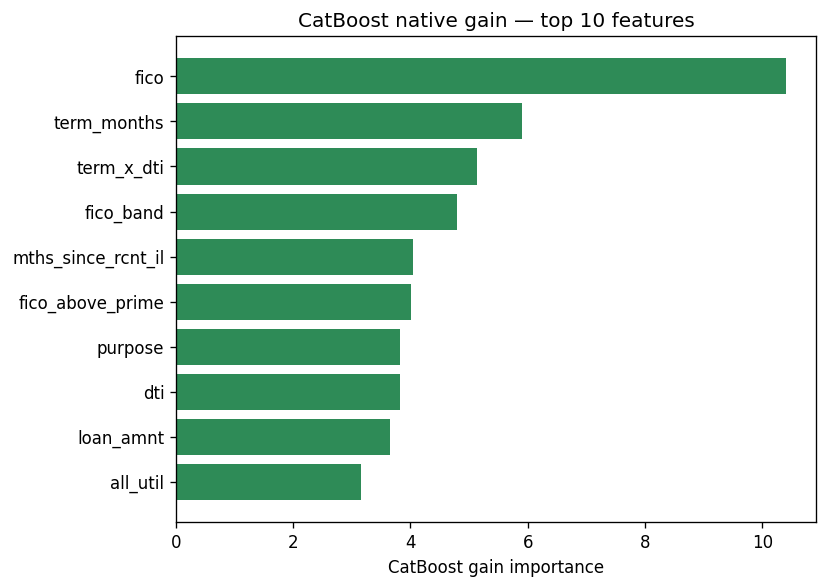 CatBoost native gain — top 10 features
fico
term_months
term_x_dti
fico_band
mths_since_rcnt_il
fico_above_prime
purpose
dti
loan_amnt
all_util
0 2 4 6 8 10
CatBoost gain importance